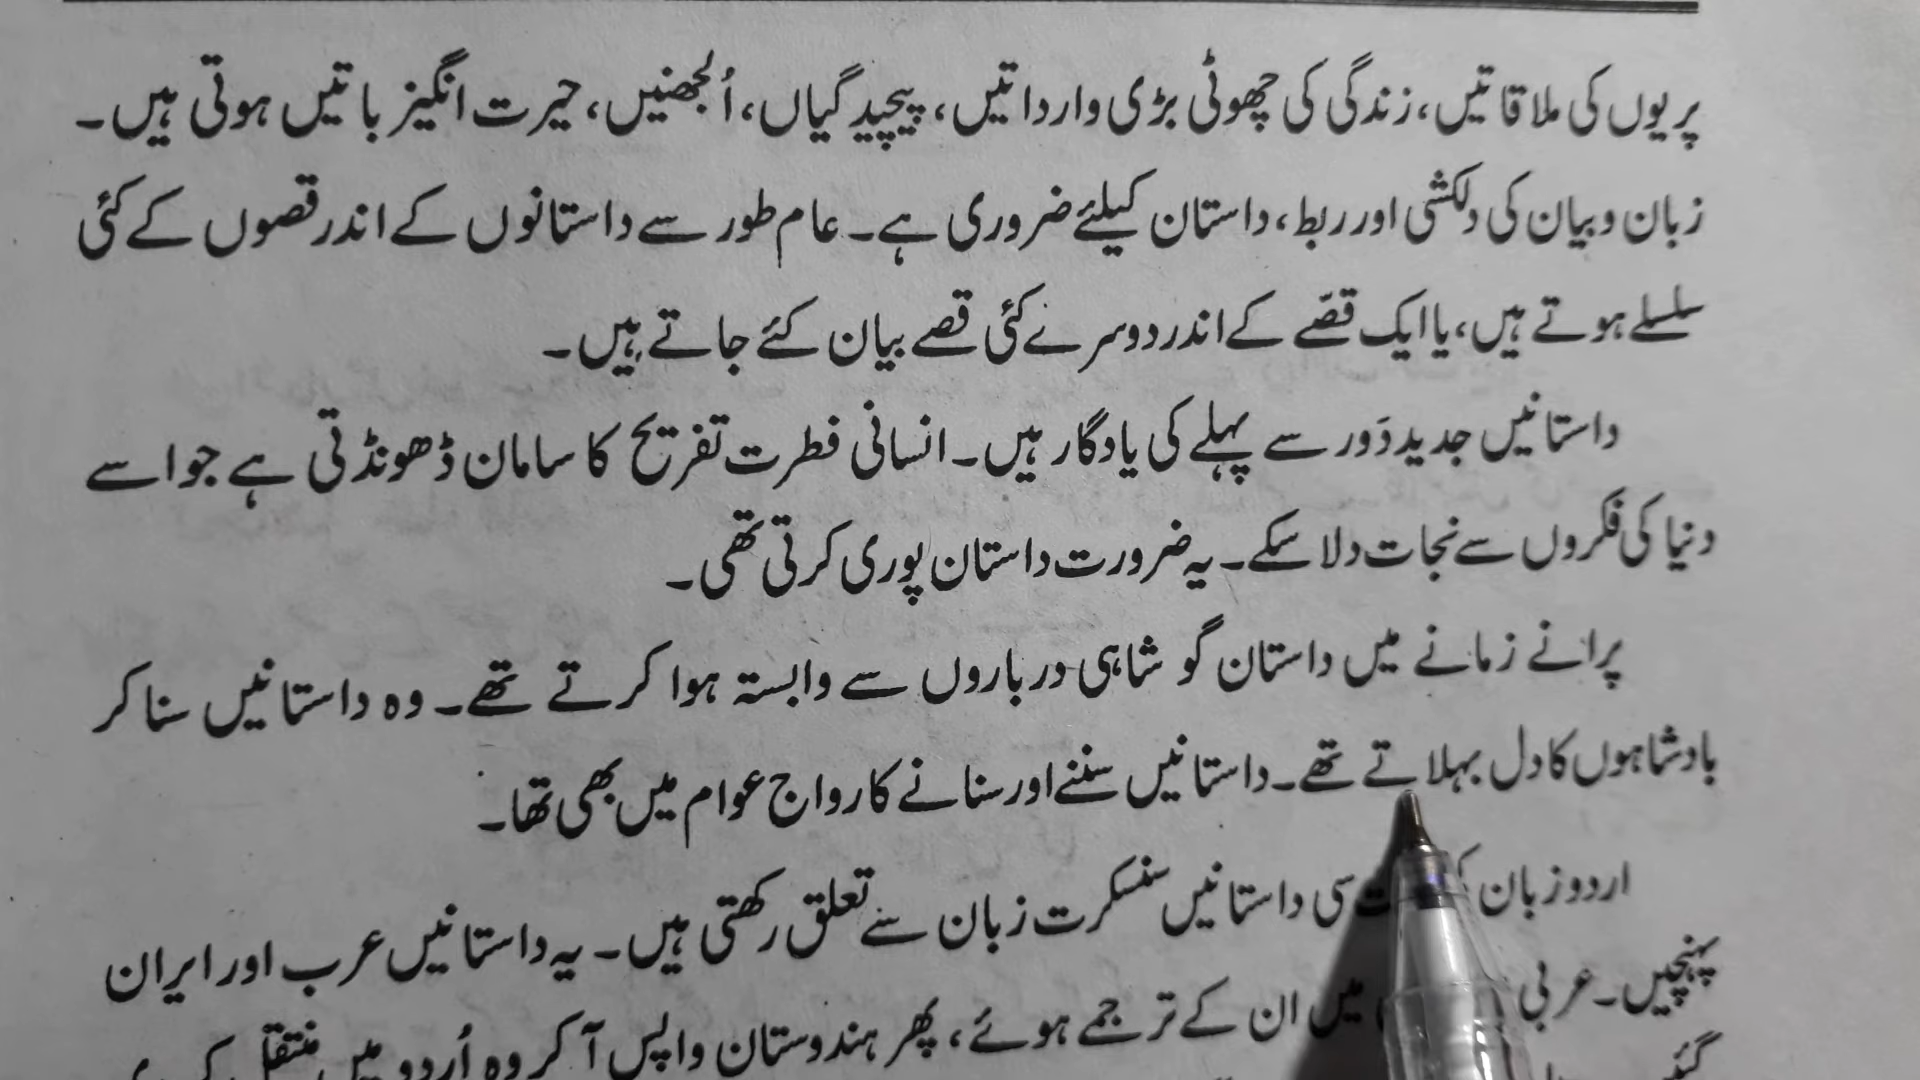 پریوں کی ملاقاتیں، زندگی کی چھوٹی بڑی وارداتیں، پیچیدگیاں، اُلجھنیں، حیرت انگیز باتیں ہوتی ہیں۔
زبان و بیان کی دلکشی اور ربط، داستان کیلئے ضروری ہے۔ عام طور سے داستانوں کے اندر قصوں کے کئی
سلسلے ہوتے ہیں، یا ایک قصّے کے اندر دوسرے کئی قصے بیان کئے جاتے ہیں۔
داستانیں جدید دَور سے پہلے کی یادگار ہیں۔ انسانی فطرت تفریح کا سامان ڈھونڈتی ہے جو اسے
دنیا کی فکروں سے نجات دلا سکے۔ یہ ضرورت داستان پوری کرتی تھی۔
پرانے زمانے میں داستان گو شاہی درباروں سے وابستہ ہوا کرتے تھے۔ وہ داستانیں سنا کر
بادشاہوں کا دل بہلاتے تھے۔ داستانیں سننے اور سنانے کا رواج عوام میں بھی تھا۔
اردو زبان سی داستانیں سنسکرت زبان سے تعلق رکھتی ہیں۔ یہ داستانیں عرب اور ایران
پہنچیں۔ عربی میں ان کے ترجمے ہوئے، پھر ہندوستان واپس آ کر وہ اُردو میں منتقل